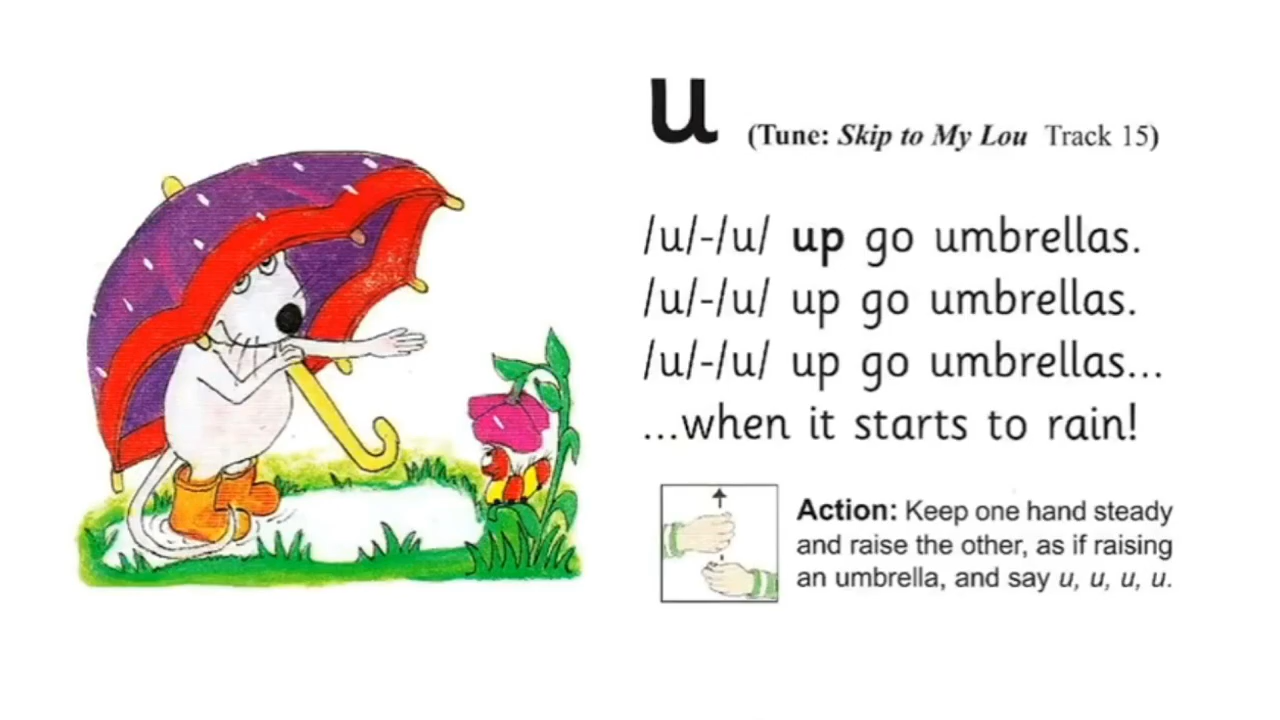 u (Tune: Skip to My Lou Track 15)
/u/-/u/ up go umbrellas.
/u/-/u/ up go umbrellas.
/u/-/u/ up go umbrellas...
...when it starts to rain!
Action: Keep one hand steady
and raise the other, as if raising
an umbrella, and say u, u, u, u.